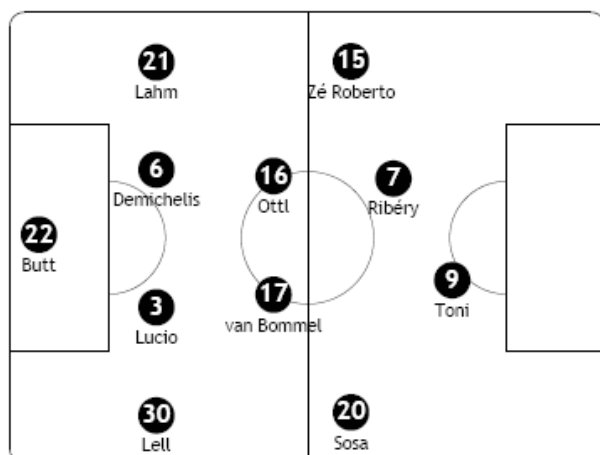 21
Lahm
15
Zé Roberto
6
Demichelis
16
Ottl
7
Ribéry
22
Butt
9
Toni
3
Lucio
17
van Bommel
30
Lell
20
Sosa